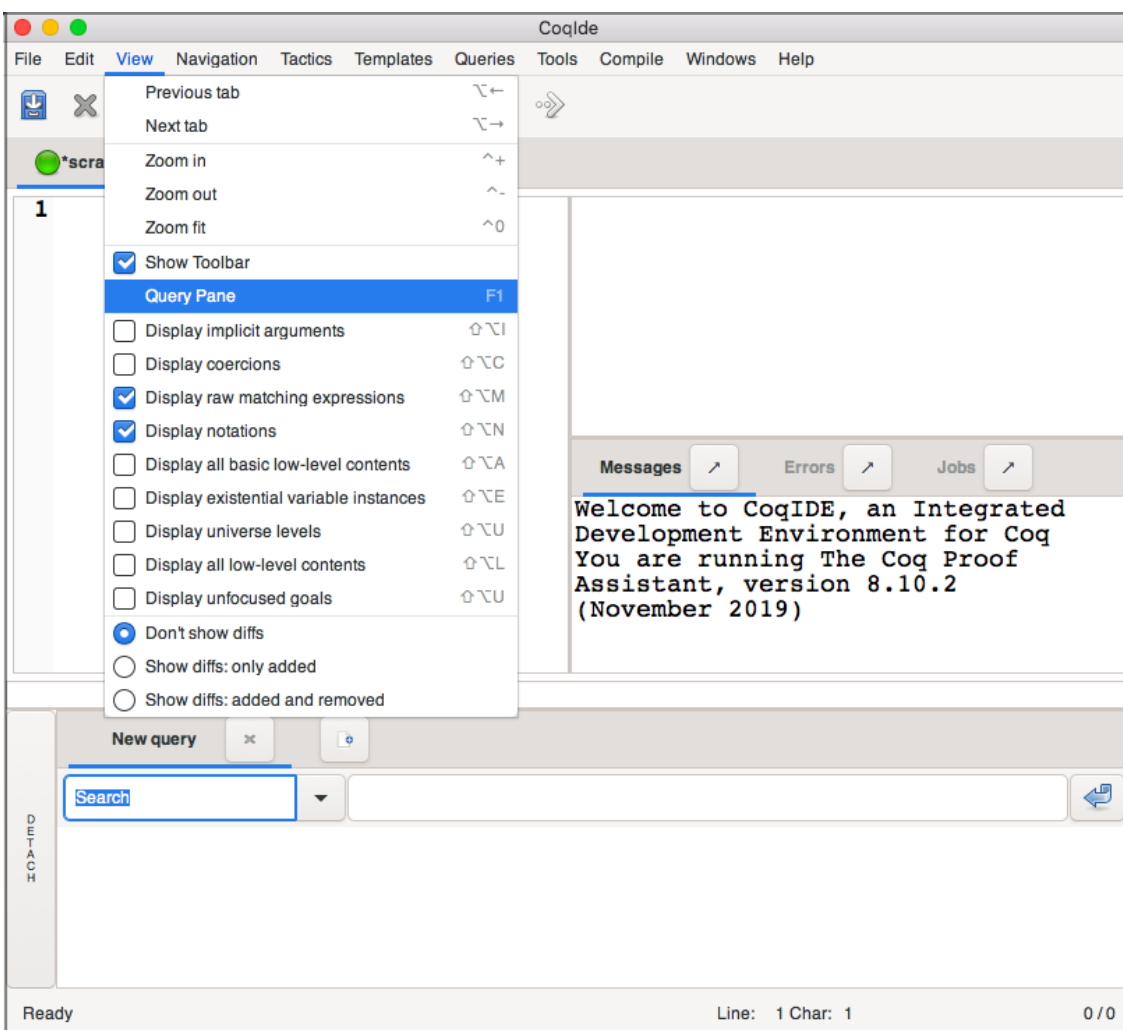 CoqIde
File Edit View Navigation Tactics Templates Queries Tools Compile Windows Help
Previous tab ⌥←
Next tab ⌥→
*scra
Zoom in ^+
Zoom out ^-
Zoom fit ^0
1
Show Toolbar
Query Pane F1
Display implicit arguments ⇧⌥I
Display coercions ⇧⌥C
Display raw matching expressions ⇧⌥M
Display notations ⇧⌥N
Display all basic low-level contents ⇧⌥A
Display existential variable instances ⇧⌥E
Display universe levels ⇧⌥U
Display all low-level contents ⇧⌥L
Display unfocused goals ⇧⌥U
Don't show diffs
Show diffs: only added
Show diffs: added and removed
Messages Errors Jobs
Welcome to CoqIDE, an Integrated
Development Environment for Coq
You are running The Coq Proof
Assistant, version 8.10.2
(November 2019)
New query
Search
DETACH
Ready Line: 1 Char: 1 0 / 0